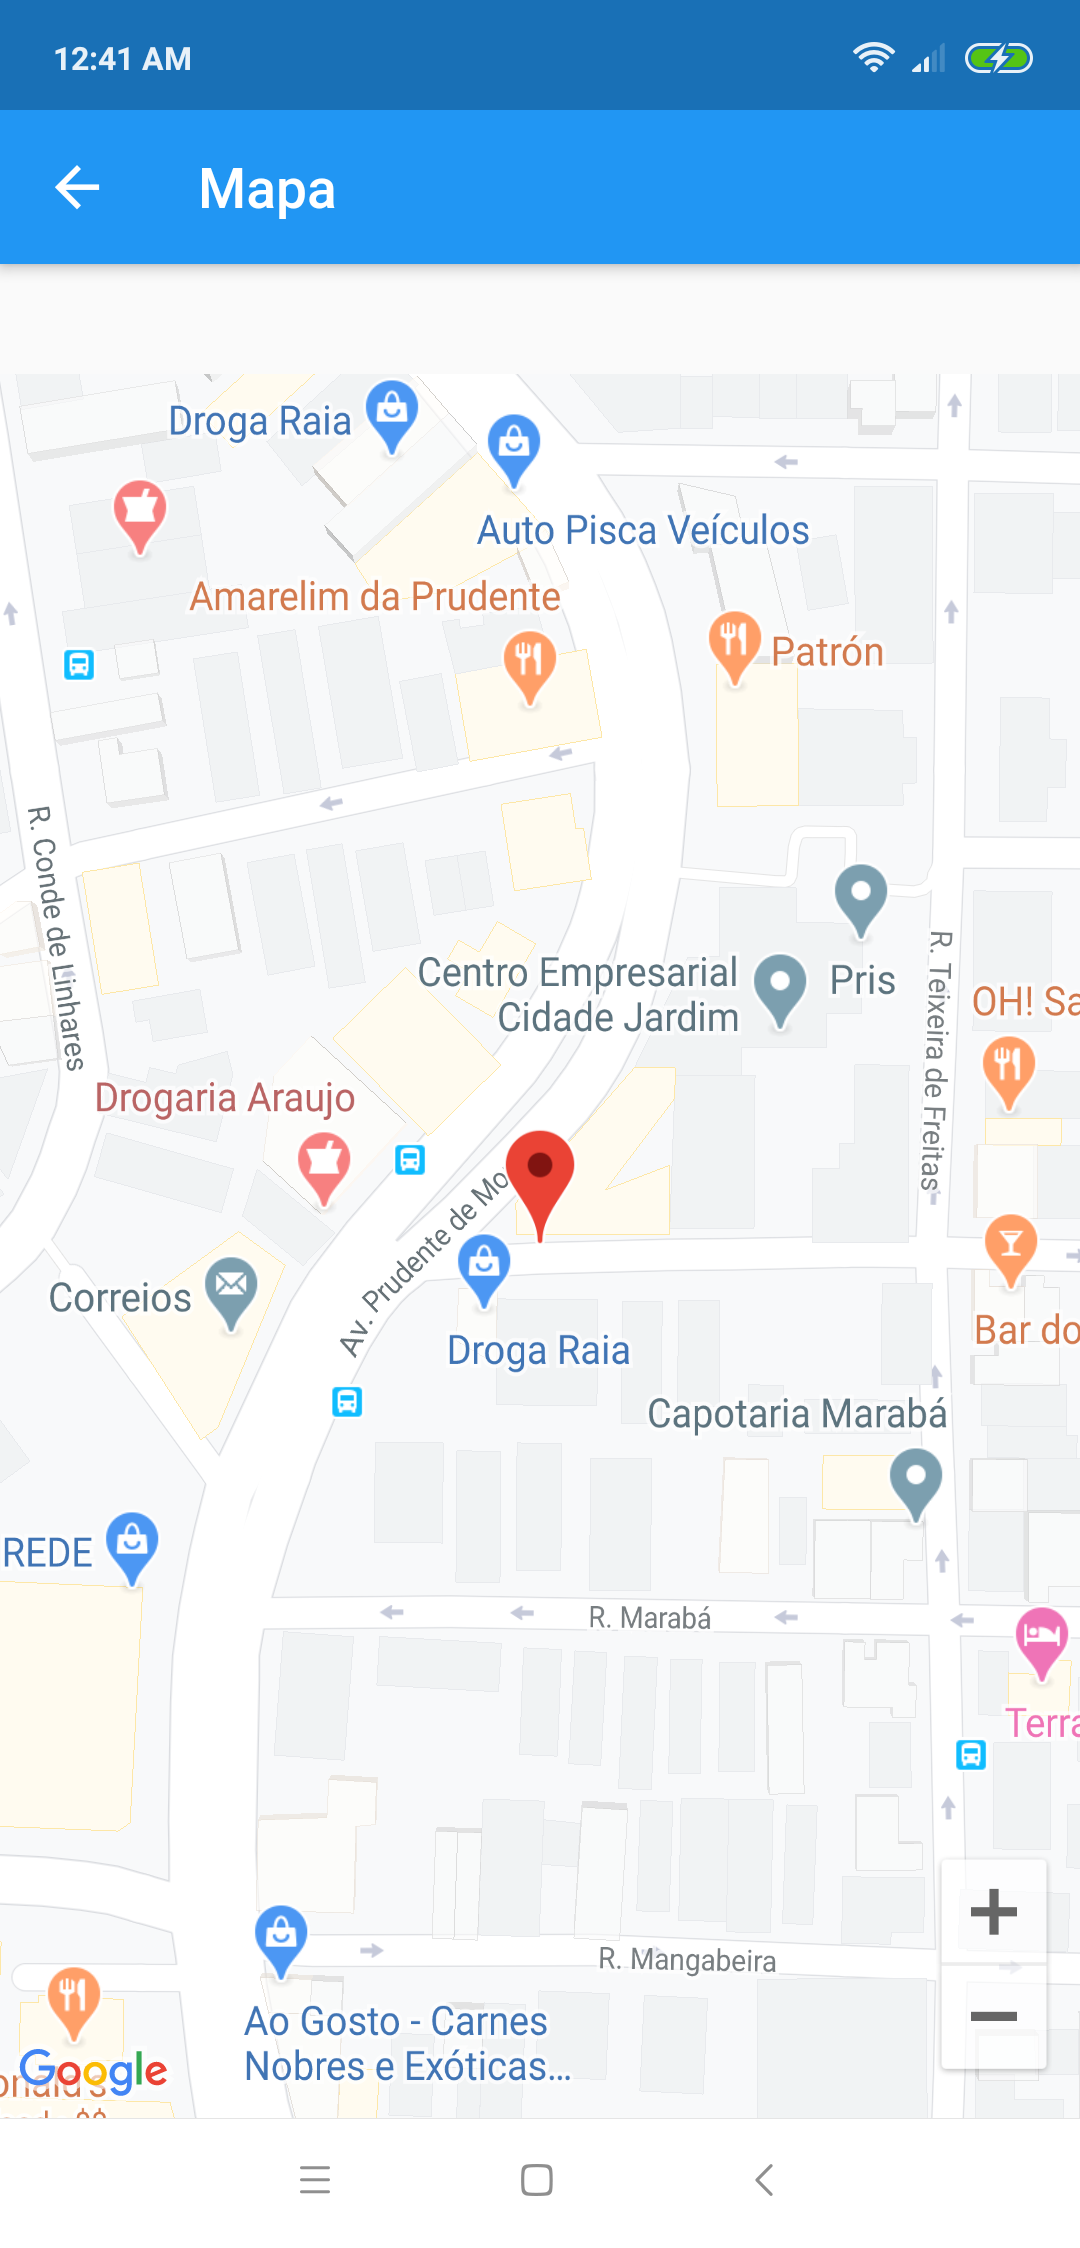 12:41 AM
Mapa
Droga Raia
Auto Pisca Veículos
Amarelim da Prudente
Patrón
R. Conde de Linhares
Centro Empresarial
Cidade Jardim
Pris
R. Teixeira de Freitas
OH! Sa
Drogaria Araujo
Av. Prudente de Mo
Correios
Droga Raia
Bar do
Capotaria Marabá
REDE
R. Marabá
Terra
R. Mangabeira
Ao Gosto - Carnes
Nobres e Exóticas...
Google
onald's